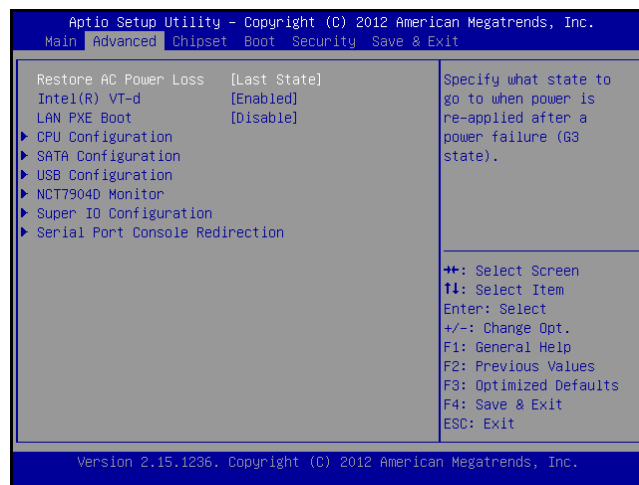 Aptio Setup Utility – Copyright (C) 2012 American Megatrends, Inc.
Main Advanced Chipset Boot Security Save & Exit
Restore AC Power Loss [Last State]
Intel(R) VT-d [Enabled]
LAN PXE Boot [Disable]
CPU Configuration
SATA Configuration
USB Configuration
NCT7904D Monitor
Super IO Configuration
Serial Port Console Redirection
Specify what state to
go to when power is
re-applied after a
power failure (G3
state).
→←: Select Screen
↑↓: Select Item
Enter: Select
+/-: Change Opt.
F1: General Help
F2: Previous Values
F3: Optimized Defaults
F4: Save & Exit
ESC: Exit
Version 2.15.1236. Copyright (C) 2012 American Megatrends, Inc.